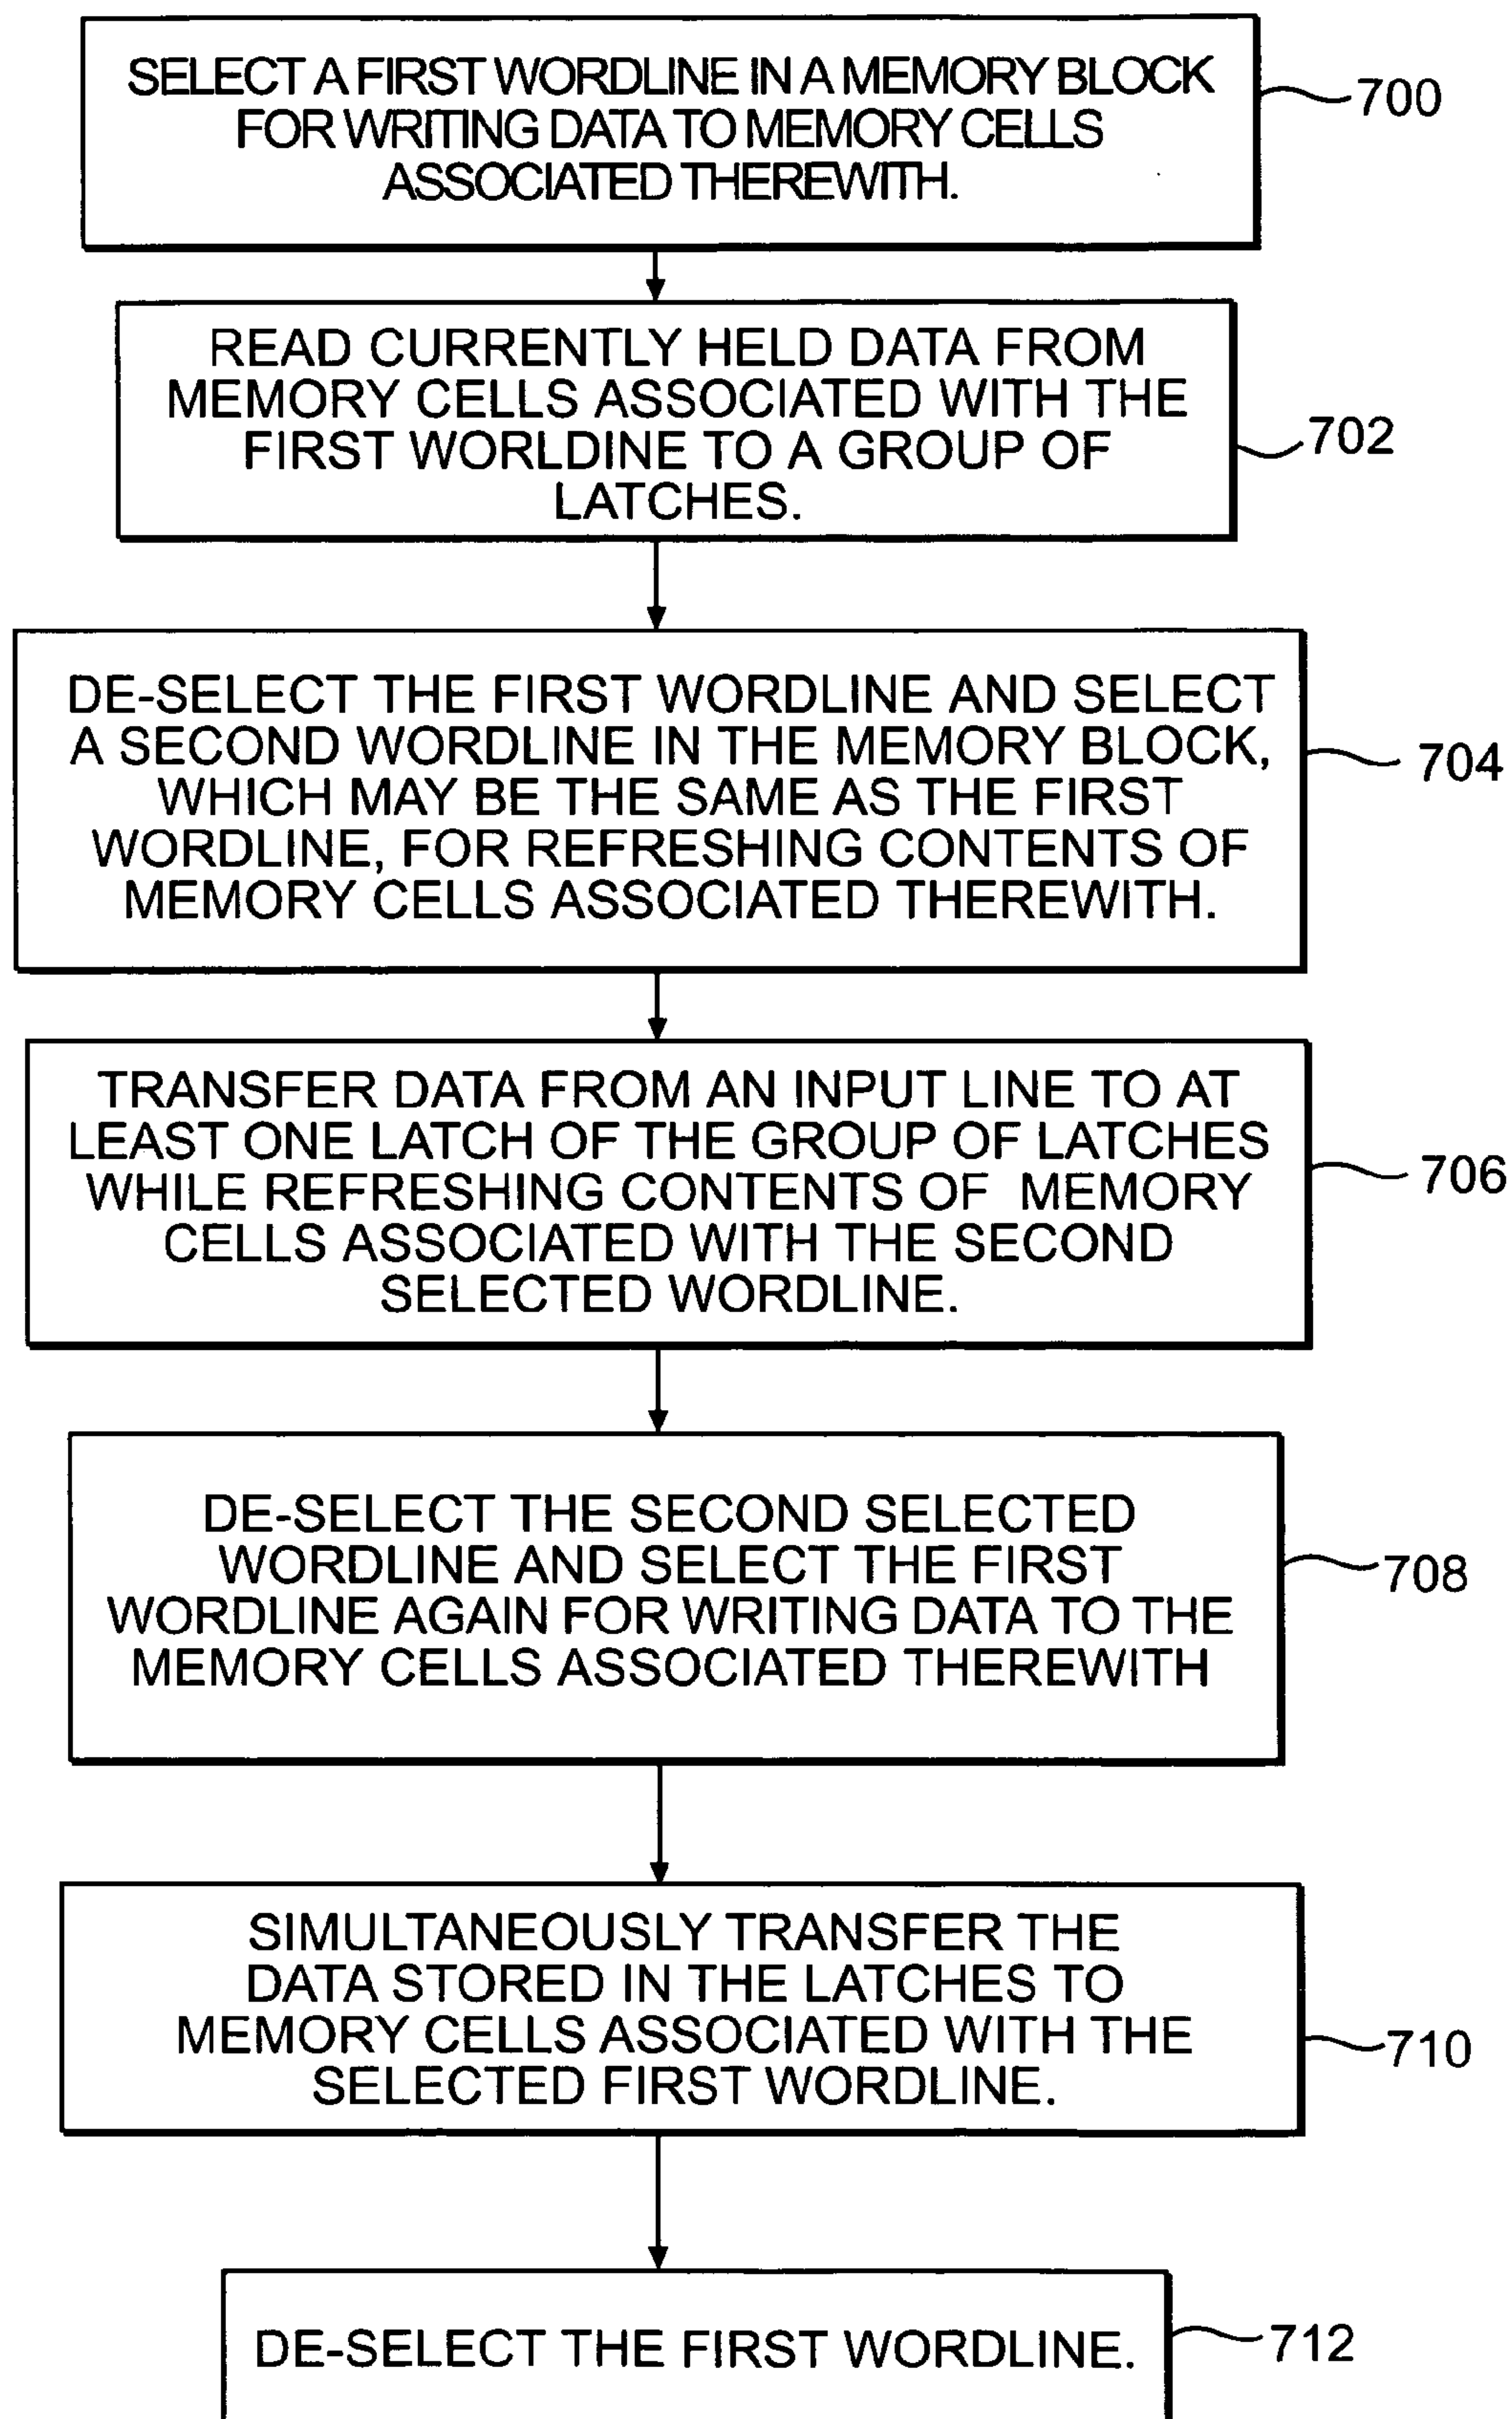 SELECT A FIRST WORDLINE IN A MEMORY BLOCK
FOR WRITING DATA TO MEMORY CELLS
ASSOCIATED THEREWITH.
700
READ CURRENTLY HELD DATA FROM
MEMORY CELLS ASSOCIATED WITH THE
FIRST WORLDINE TO A GROUP OF
LATCHES.
702
DE-SELECT THE FIRST WORDLINE AND SELECT
A SECOND WORDLINE IN THE MEMORY BLOCK,
WHICH MAY BE THE SAME AS THE FIRST
WORDLINE, FOR REFRESHING CONTENTS OF
MEMORY CELLS ASSOCIATED THEREWITH.
704
TRANSFER DATA FROM AN INPUT LINE TO AT
LEAST ONE LATCH OF THE GROUP OF LATCHES
WHILE REFRESHING CONTENTS OF MEMORY
CELLS ASSOCIATED WITH THE SECOND
SELECTED WORDLINE.
706
DE-SELECT THE SECOND SELECTED
WORDLINE AND SELECT THE FIRST
WORDLINE AGAIN FOR WRITING DATA TO THE
MEMORY CELLS ASSOCIATED THEREWITH
708
SIMULTANEOUSLY TRANSFER THE
DATA STORED IN THE LATCHES TO
MEMORY CELLS ASSOCIATED WITH THE
SELECTED FIRST WORDLINE.
710
DE-SELECT THE FIRST WORDLINE.
712